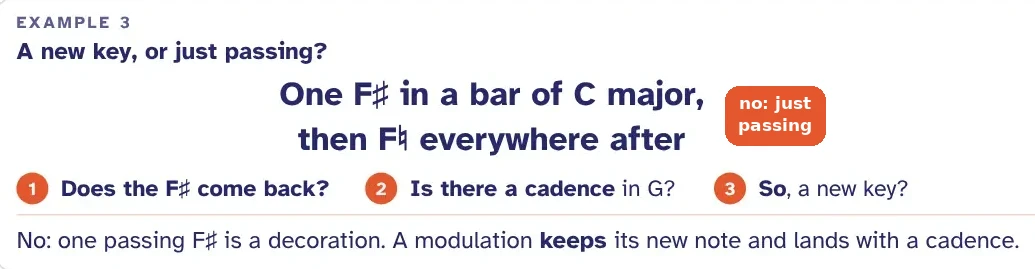 EXAMPLE 3
A new key, or just passing?
One F♯ in a bar of C major,
then F♮ everywhere after
no: just
passing
1 Does the F♯ come back? 2 Is there a cadence in G? 3 So, a new key?
No: one passing F♯ is a decoration. A modulation keeps its new note and lands with a cadence.